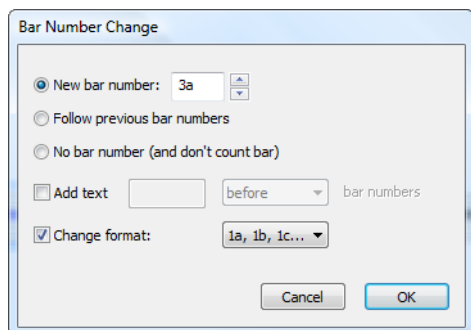 Bar Number Change
New bar number: 3a
Follow previous bar numbers
No bar number (and don't count bar)
Add text before bar numbers
Change format: 1a, 1b, 1c...
Cancel OK